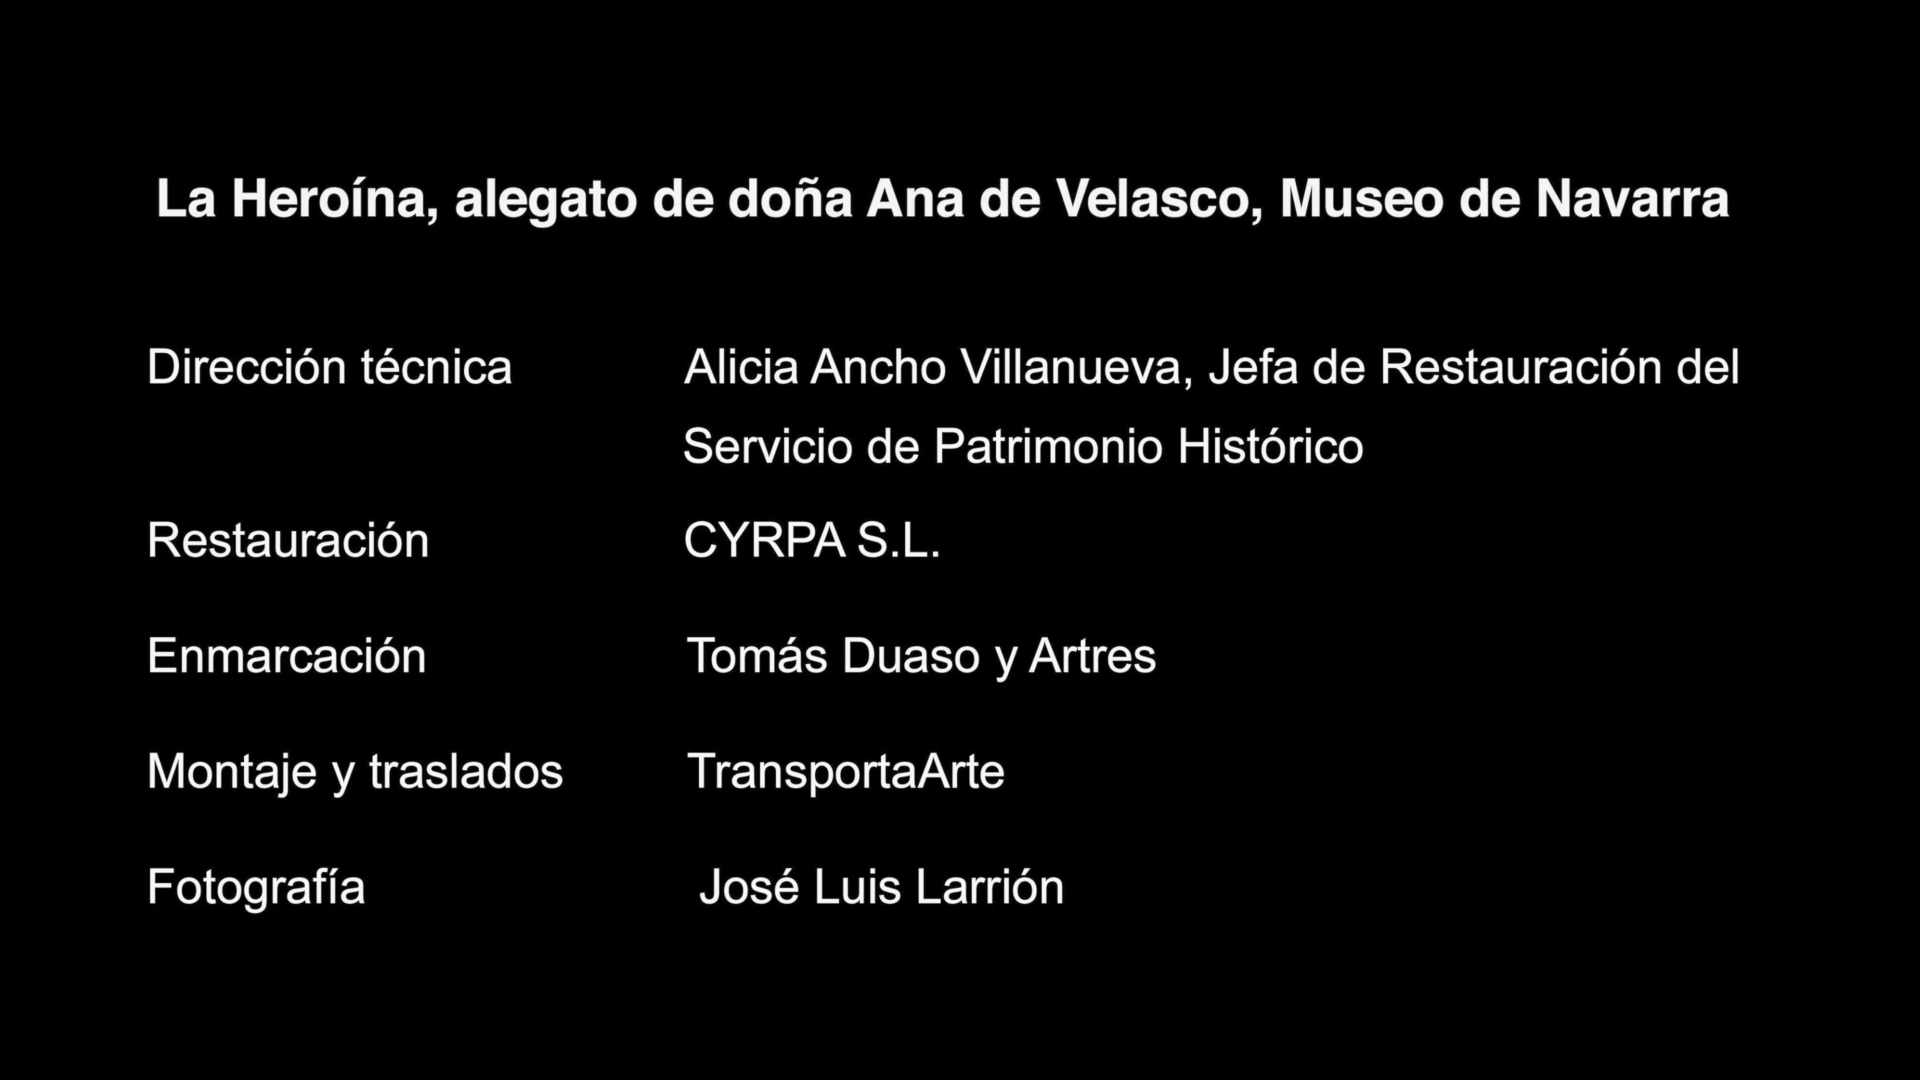 La Heroína, alegato de doña Ana de Velasco, Museo de Navarra
Dirección técnica Alicia Ancho Villanueva, Jefa de Restauración del
Servicio de Patrimonio Histórico
Restauración CYRPA S.L.
Enmarcación Tomás Duaso y Artres
Montaje y traslados TransportaArte
Fotografía José Luis Larrión